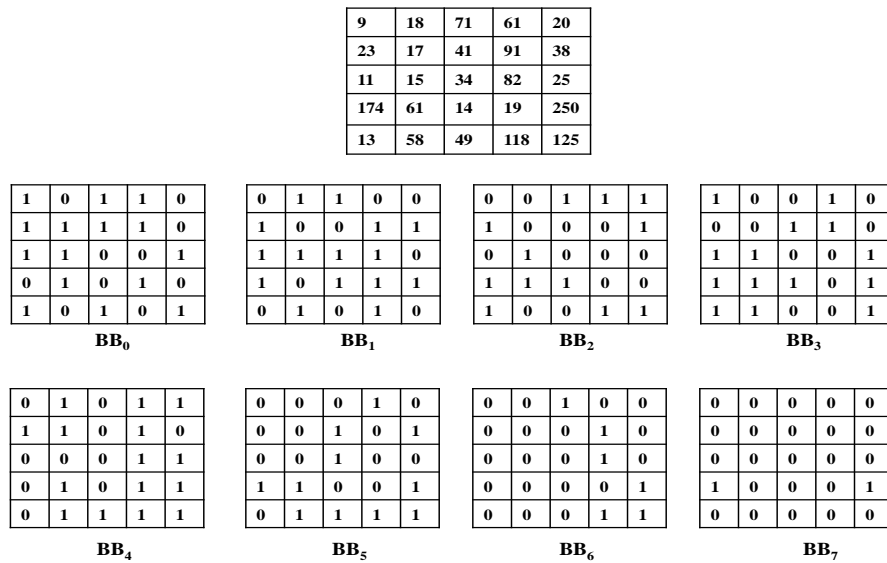 9 18 71 61 20
23 17 41 91 38
11 15 34 82 25
174 61 14 19 250
13 58 49 118 125
1 0 1 1 0 0 1 1 0 0 0 0 1 1 1 1 0 0 1 0
1 1 1 1 0 1 0 0 1 1 1 0 0 0 1 0 0 1 1 0
1 1 0 0 1 1 1 1 1 0 0 1 0 0 0 1 1 0 0 1
0 1 0 1 0 1 0 1 1 1 1 1 1 0 0 1 1 1 0 1
1 0 1 0 1 0 1 0 1 0 1 0 0 1 1 1 1 0 0 1
BB₀ BB₁ BB₂ BB₃
0 1 0 1 1 0 0 0 1 0 0 0 1 0 0 0 0 0 0 0
1 1 0 1 0 0 0 1 0 1 0 0 0 1 0 0 0 0 0 0
0 0 0 1 1 0 0 1 0 0 0 0 0 1 0 0 0 0 0 0
0 1 0 1 1 1 1 0 0 1 0 0 0 0 1 1 0 0 0 1
0 1 1 1 1 0 1 1 1 1 0 0 0 1 1 0 0 0 0 0
BB₄ BB₅ BB₆ BB₇